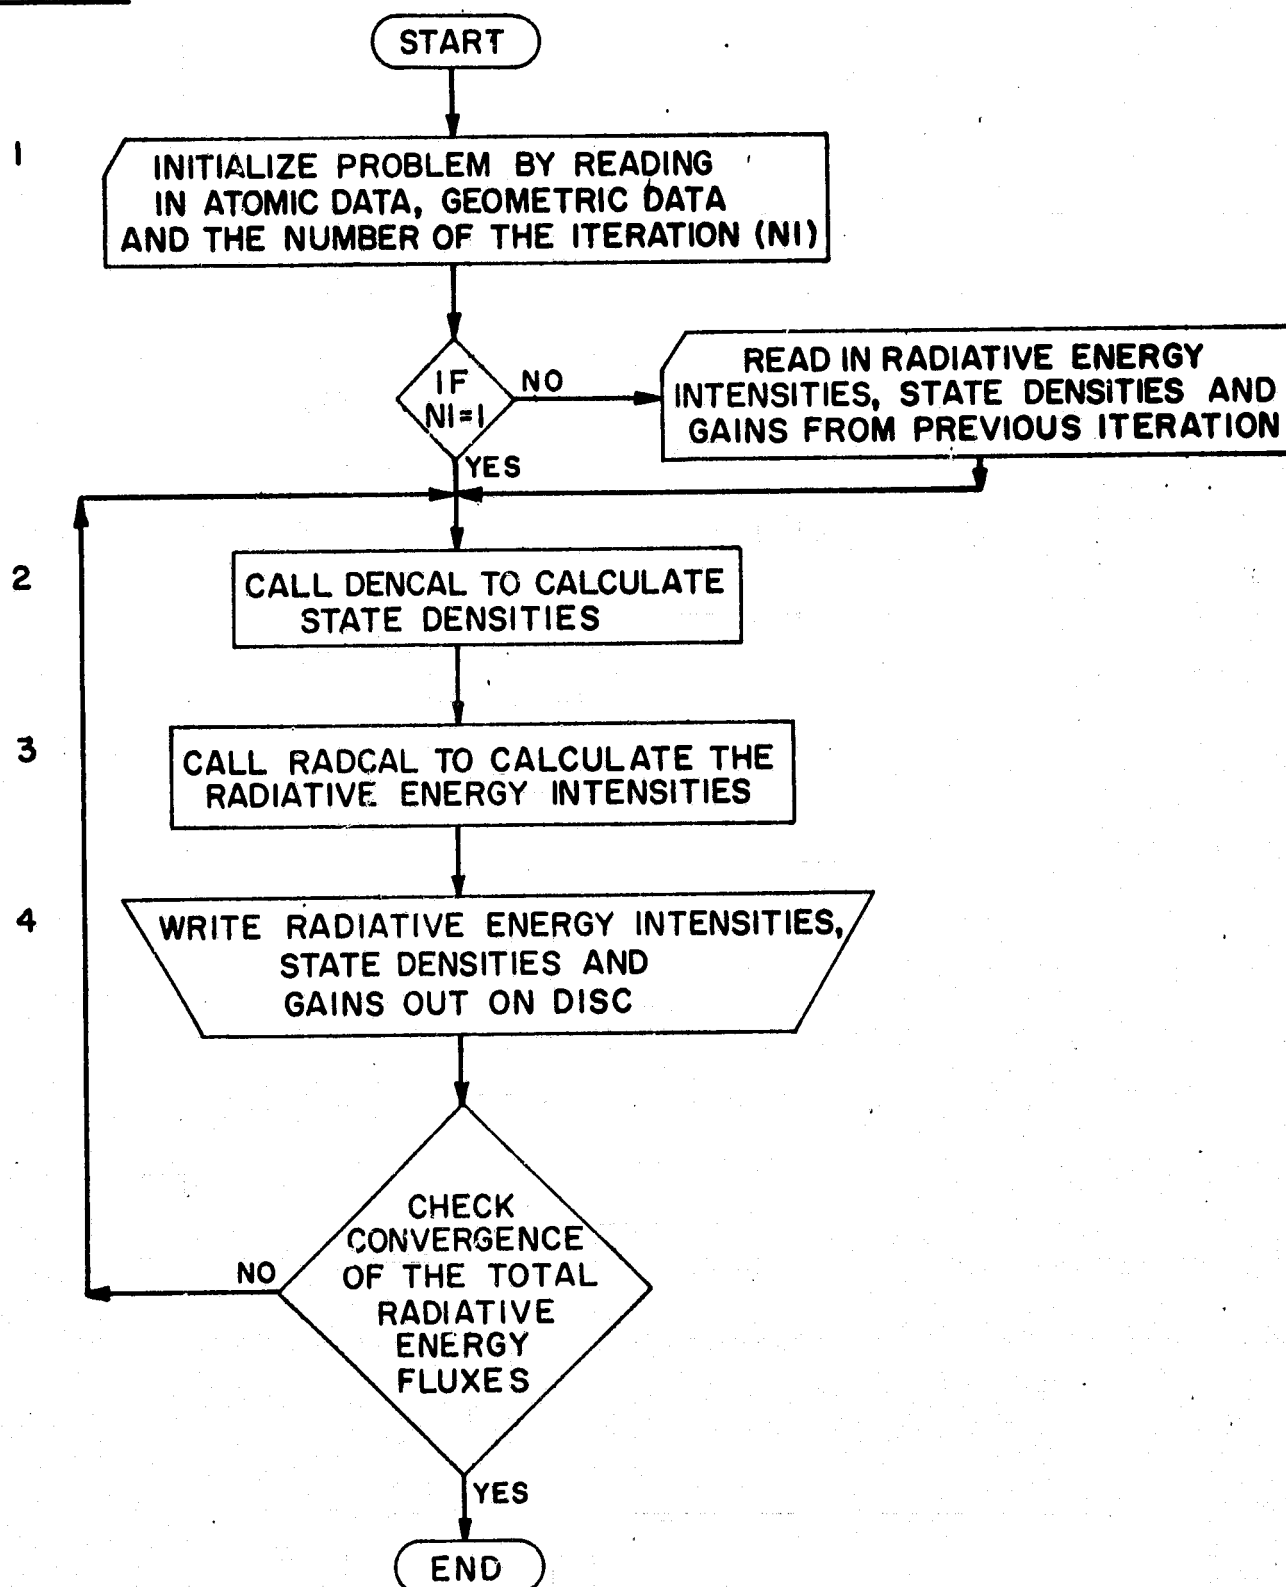 START
1
INITIALIZE PROBLEM BY READING
IN ATOMIC DATA, GEOMETRIC DATA
AND THE NUMBER OF THE ITERATION (NI)
IF
NI=1
NO
READ IN RADIATIVE ENERGY
INTENSITIES, STATE DENSITIES AND
GAINS FROM PREVIOUS ITERATION
YES
2
CALL DENCAL TO CALCULATE
STATE DENSITIES
3
CALL RADCAL TO CALCULATE THE
RADIATIVE ENERGY INTENSITIES
4
WRITE RADIATIVE ENERGY INTENSITIES,
STATE DENSITIES AND
GAINS OUT ON DISC
CHECK
CONVERGENCE
OF THE TOTAL
RADIATIVE
ENERGY
FLUXES
NO
YES
END